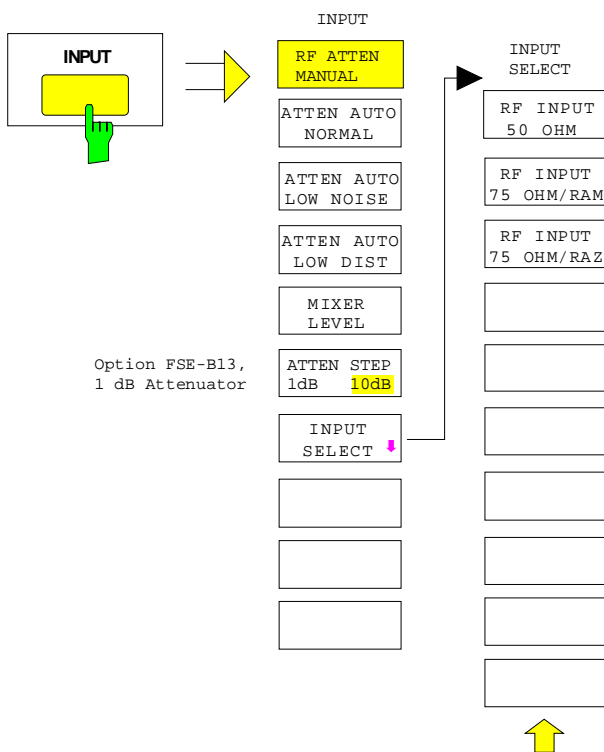 INPUT
INPUT
RF ATTEN
MANUAL
ATTEN AUTO
NORMAL
ATTEN AUTO
LOW NOISE
ATTEN AUTO
LOW DIST
MIXER
LEVEL
Option FSE-B13,
1 dB Attenuator
ATTEN STEP
1dB 10dB
INPUT
SELECT
INPUT
SELECT
RF INPUT
50 OHM
RF INPUT
75 OHM/RAM
RF INPUT
75 OHM/RAZ